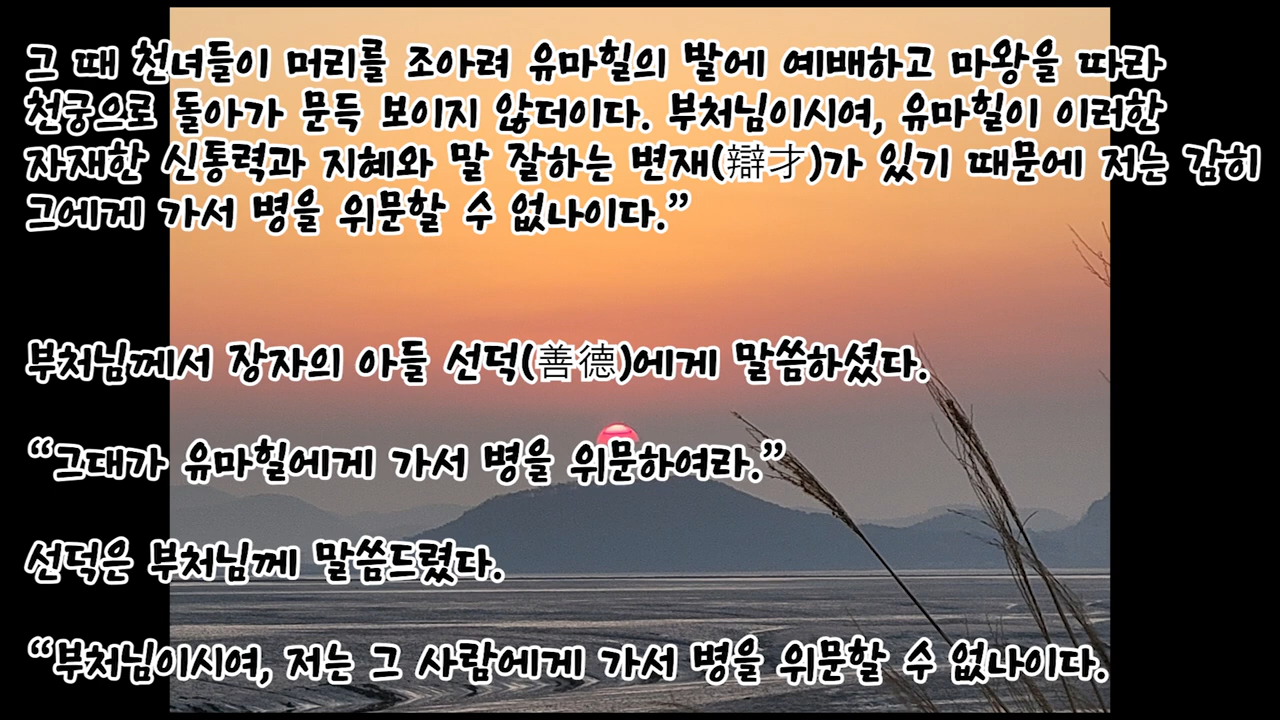 그 때 천녀들이 머리를 조아려 유마힐의 발에 예배하고 마왕을 따라
천궁으로 돌아가 문득 보이지 않더이다. 부처님이시여, 유마힐이 이러한
자재한 신통력과 지혜와 말 잘하는 변재(辯才)가 있기 때문에 저는 감히
그에게 가서 병을 위문할 수 없나이다.”
부처님께서 장자의 아들 선덕(善德)에게 말씀하셨다.
“그대가 유마힐에게 가서 병을 위문하여라.”
선덕은 부처님께 말씀드렸다.
“부처님이시여, 저는 그 사람에게 가서 병을 위문할 수 없나이다.